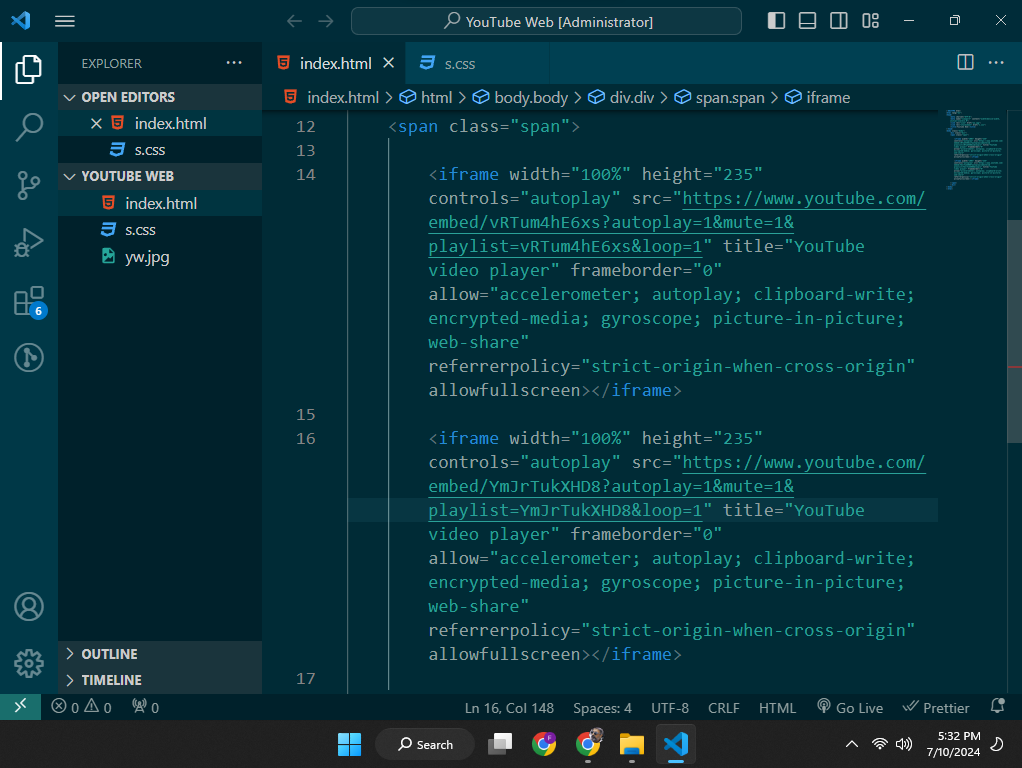 YouTube Web [Administrator]
EXPLORER
OPEN EDITORS
index.html
s.css
YOUTUBE WEB
index.html
s.css
yw.jpg
OUTLINE
TIMELINE
6
index.html
s.css
index.html > html > body.body > div.div > span.span > iframe
12 <span class="span">
13
14 <iframe width="100%" height="235"
controls="autoplay" src="https://www.youtube.com/
embed/vRTum4hE6xs?autoplay=1&mute=1&
playlist=vRTum4hE6xs&loop=1" title="YouTube
video player" frameborder="0"
allow="accelerometer; autoplay; clipboard-write;
encrypted-media; gyroscope; picture-in-picture;
web-share"
referrerpolicy="strict-origin-when-cross-origin"
allowfullscreen></iframe>
15
16 <iframe width="100%" height="235"
controls="autoplay" src="https://www.youtube.com/
embed/YmJrTukXHD8?autoplay=1&mute=1&
playlist=YmJrTukXHD8&loop=1" title="YouTube
video player" frameborder="0"
allow="accelerometer; autoplay; clipboard-write;
encrypted-media; gyroscope; picture-in-picture;
web-share"
referrerpolicy="strict-origin-when-cross-origin"
allowfullscreen></iframe>
17
0 0 0 Ln 16, Col 148 Spaces: 4 UTF-8 CRLF HTML Go Live Prettier
Search
5:32 PM
7/10/2024